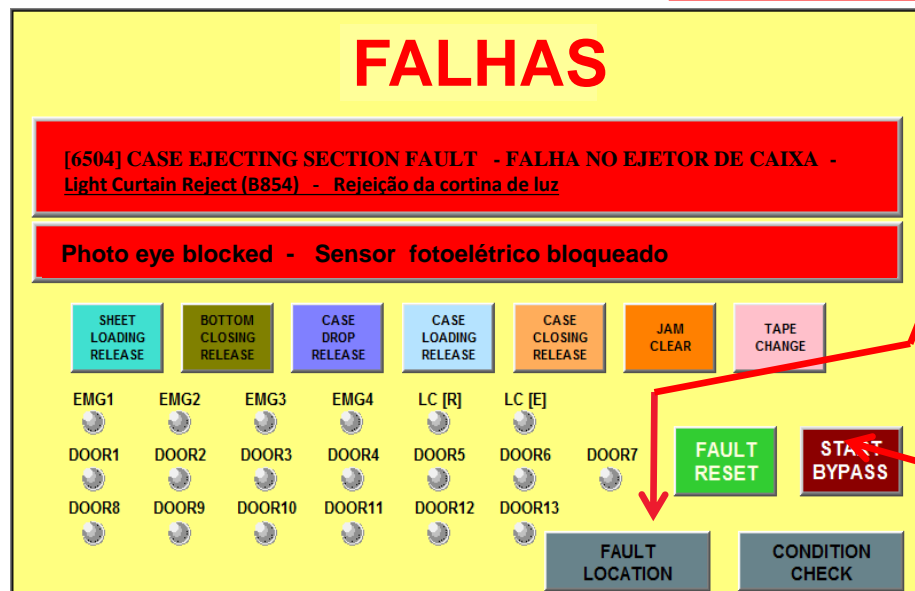 FALHAS
[6504] CASE EJECTING SECTION FAULT - FALHA NO EJETOR DE CAIXA -
Light Curtain Reject (B854) - Rejeição da cortina de luz
Photo eye blocked - Sensor fotoelétrico bloqueado
SHEET
LOADING
RELEASE
BOTTOM
CLOSING
RELEASE
CASE
DROP
RELEASE
CASE
LOADING
RELEASE
CASE
CLOSING
RELEASE
JAM
CLEAR
TAPE
CHANGE
EMG1 EMG2 EMG3 EMG4 LC [R] LC [E]
DOOR1 DOOR2 DOOR3 DOOR4 DOOR5 DOOR6 DOOR7
DOOR8 DOOR9 DOOR10 DOOR11 DOOR12 DOOR13
FAULT
RESET
START
BYPASS
FAULT
LOCATION
CONDITION
CHECK